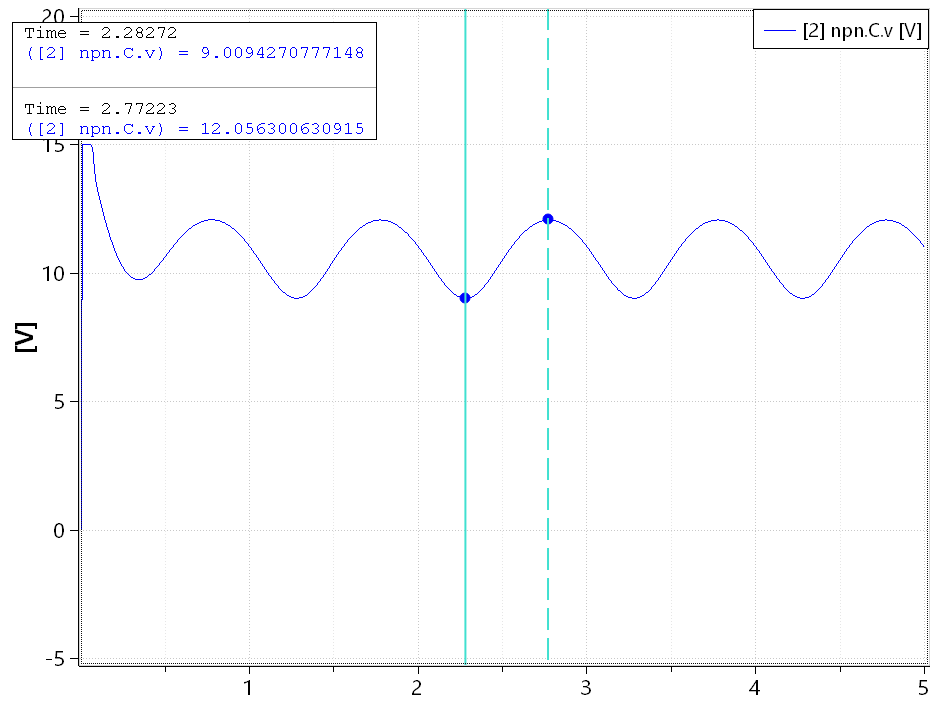 20
Time = 2.28272
([2] npn.C.v) = 9.0094270777148
Time = 2.77223
([2] npn.C.v) = 12.056300630915
[2] npn.C.v [V]
15
10
[V]
5
0
-5
1 2 3 4 5